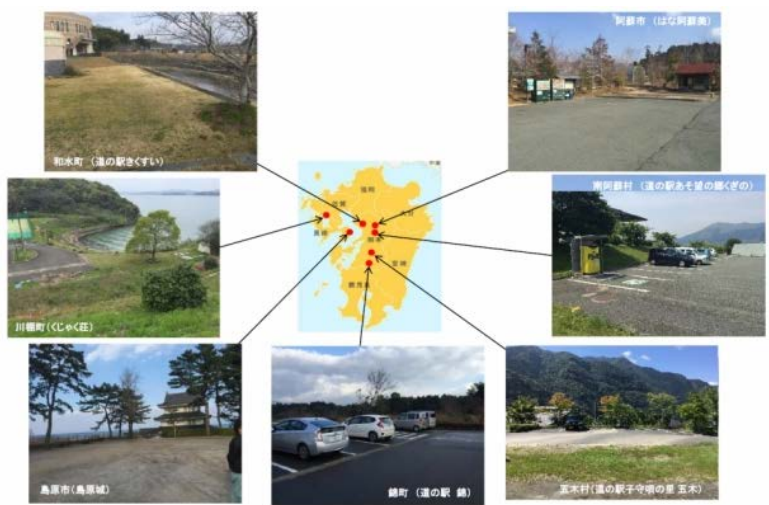 阿蘇市 （はな阿蘇美）
和水町 （道の駅きくすい）
南阿蘇村 （道の駅あそ望の郷くぎの）
福岡
佐賀
大分
長崎
熊本
宮崎
鹿児島
川棚町（くじゃく荘）
島原市（島原城）
錦町 （道の駅 錦）
五木村（道の駅子守唄の里 五木）